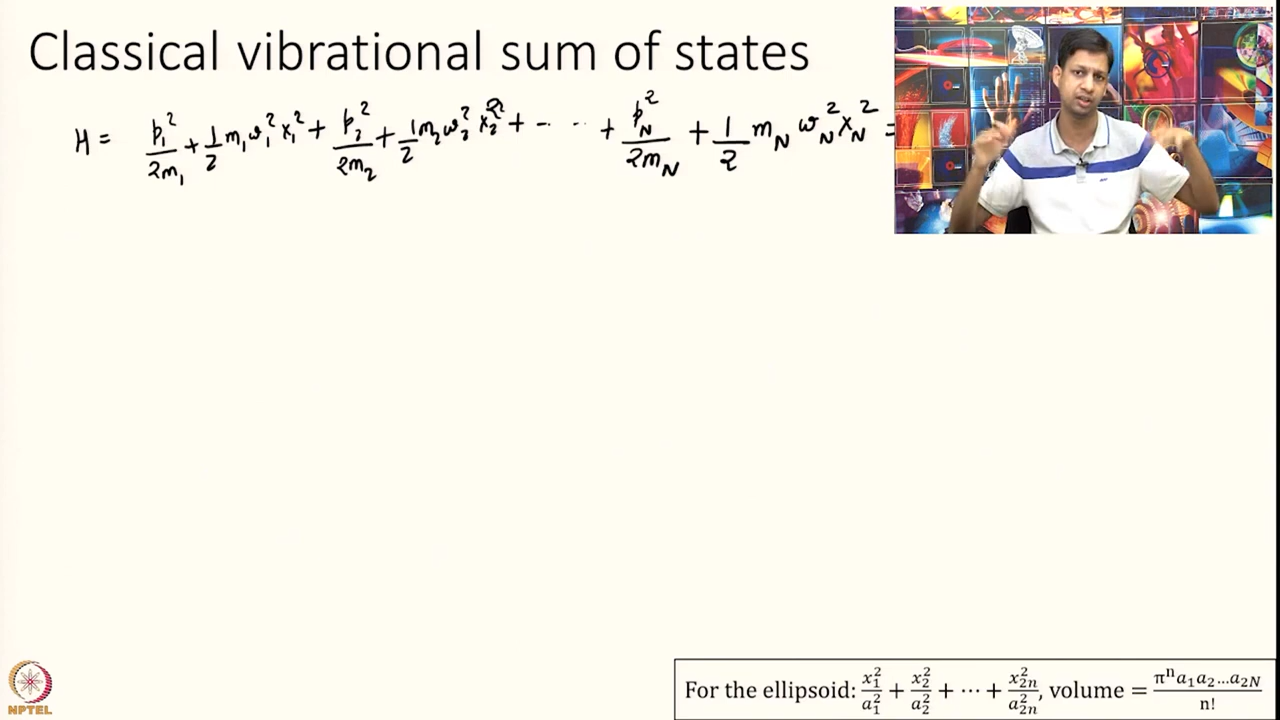 Classical vibrational sum of states
H = p₁²/2m₁ + 1/2 m₁ω₁²x₁² + p₂²/2m₂ + 1/2 m₂ω₂²x₂² + - · · · + p_N²/2m_N + 1/2 m_N ω_N² x_N² =
For the ellipsoid: x₁²/a₁² + x₂²/a₂² + ⋯ + x₂ₙ²/a₂ₙ², volume = πⁿa₁a₂…a₂N/n!
NPTEL